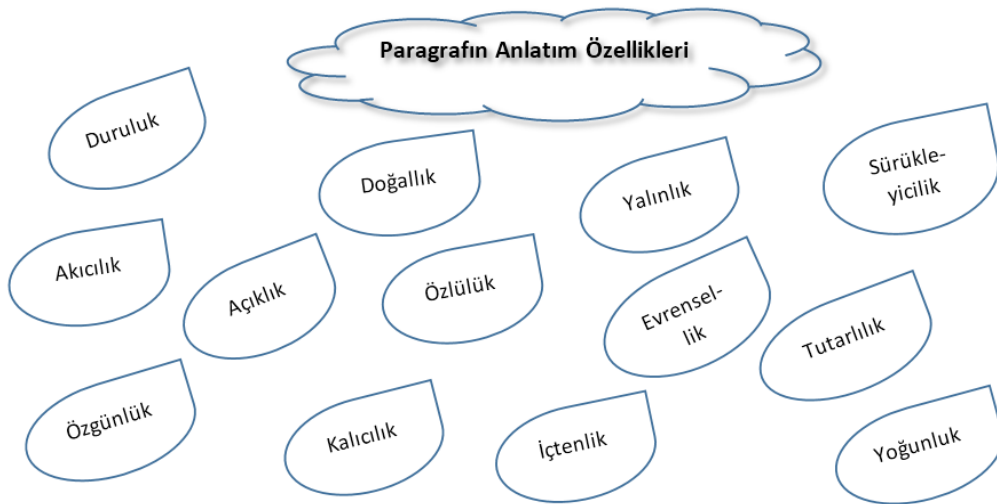 Paragrafın Anlatım Özellikleri
Duruluk
Doğallık
Yalınlık
Sürükle-
yicilik
Akıcılık
Açıklık
Özlülük
Evrensel-
lik
Tutarlılık
Özgünlük
Kalıcılık
İçtenlik
Yoğunluk